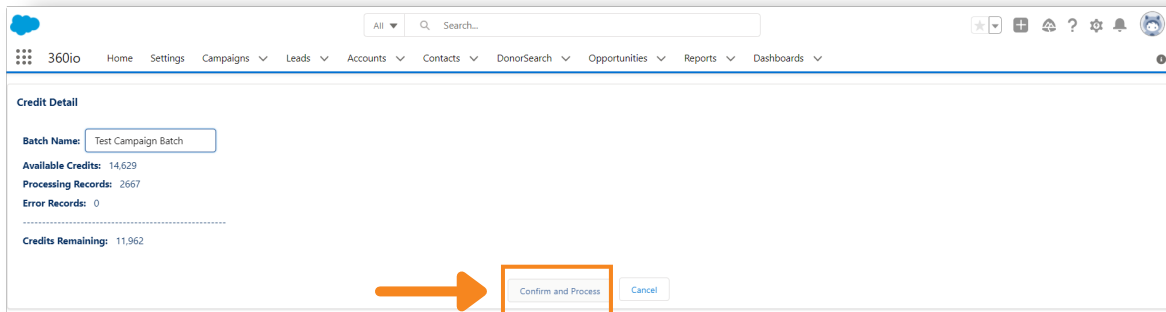 All Search...
360io Home Settings Campaigns Leads Accounts Contacts DonorSearch Opportunities Reports Dashboards
Credit Detail
Batch Name: Test Campaign Batch
Available Credits: 14,629
Processing Records: 2667
Error Records: 0
------------------------------------------------------
Credits Remaining: 11,962
Confirm and Process Cancel